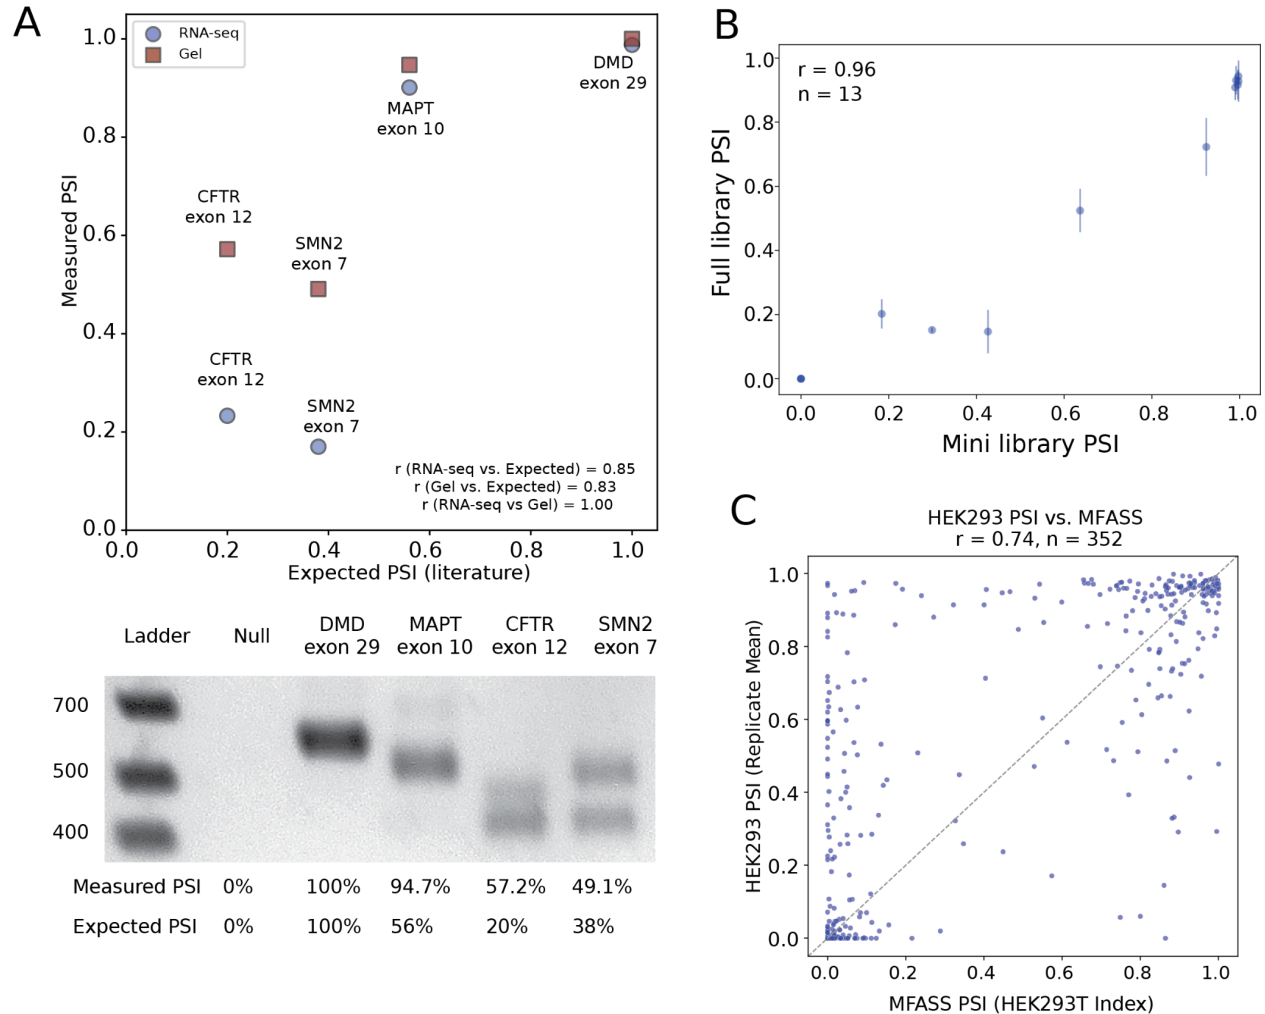 A
RNA-seq
Gel
1.0
0.8
0.6
0.4
0.2
0.0
Measured PSI
DMD
exon 29
MAPT
exon 10
CFTR
exon 12
SMN2
exon 7
CFTR
exon 12
SMN2
exon 7
r (RNA-seq vs. Expected) = 0.85
r (Gel vs. Expected) = 0.83
r (RNA-seq vs Gel) = 1.00
0.0 0.2 0.4 0.6 0.8 1.0
Expected PSI (literature)
Ladder Null DMD exon 29 MAPT exon 10 CFTR exon 12 SMN2 exon 7
700
500
400
Measured PSI 0% 100% 94.7% 57.2% 49.1%
Expected PSI 0% 100% 56% 20% 38%
B
r = 0.96
n = 13
1.0
0.8
0.6
0.4
0.2
0.0
Full library PSI
0.0 0.2 0.4 0.6 0.8 1.0
Mini library PSI
C
HEK293 PSI vs. MFASS
r = 0.74, n = 352
1.0
0.8
0.6
0.4
0.2
0.0
HEK293 PSI (Replicate Mean)
0.0 0.2 0.4 0.6 0.8 1.0
MFASS PSI (HEK293T Index)